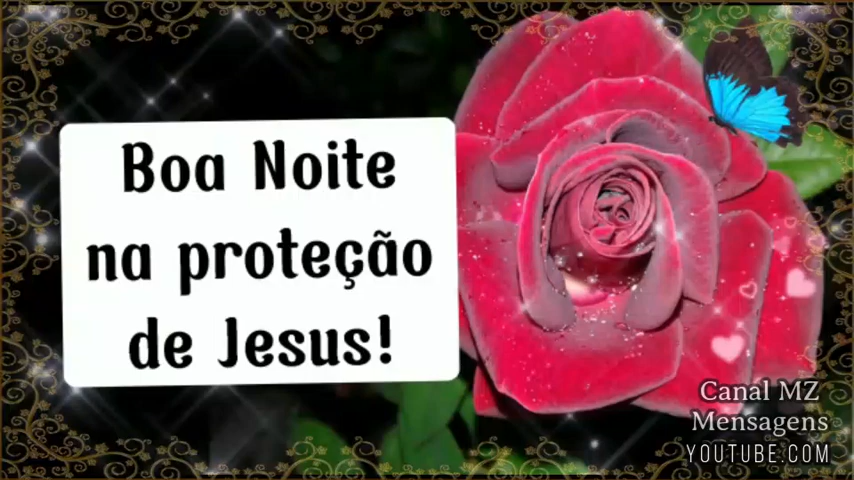 Boa Noite
na proteção
de Jesus!
Canal MZ
Mensagens
YOUTUBE.COM